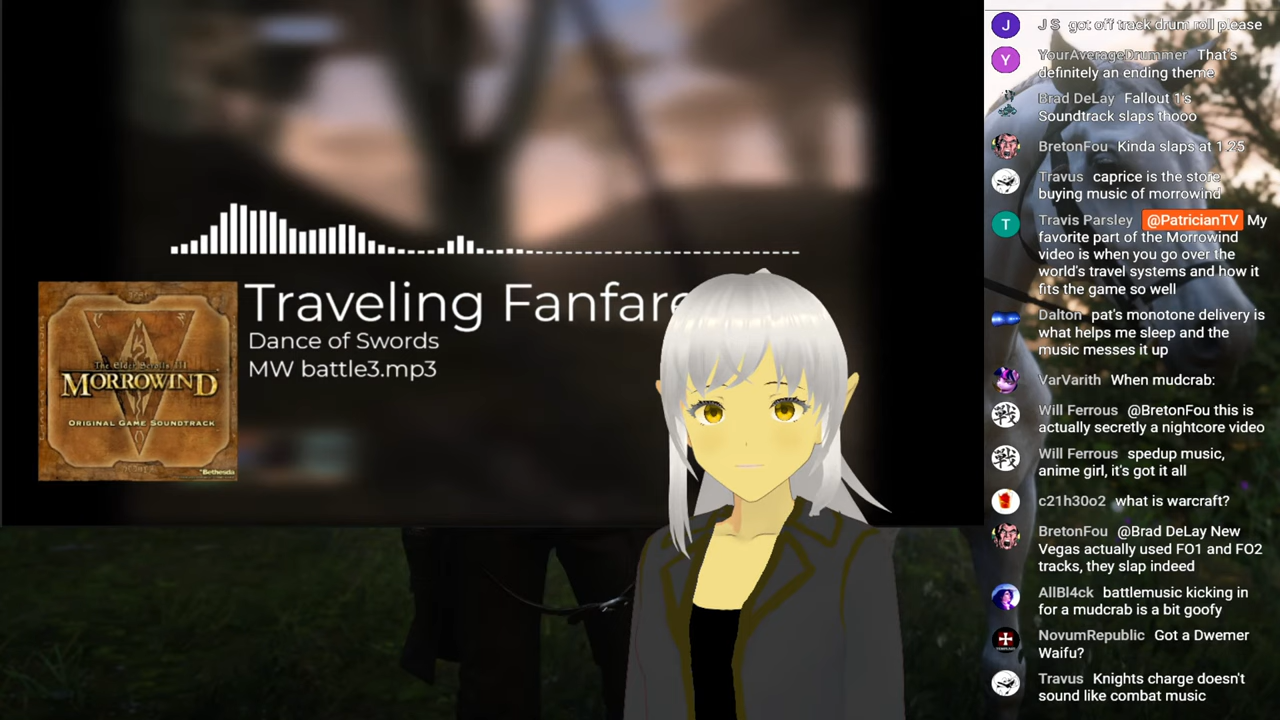 Traveling Fanfare
Dance of Swords
MW battle3.mp3
The Elder Scrolls III
MORROWIND
ORIGINAL GAME SOUNDTRACK
Bethesda
J
J S got off track drum roll please
Y
YourAverageDrummer That's
definitely an ending theme
Brad DeLay Fallout 1's
Soundtrack slaps thooo
BretonFou Kinda slaps at 1.25
Travus caprice is the store
buying music of morrowind
T
Travis Parsley @PatricianTV My
favorite part of the Morrowind
video is when you go over the
world's travel systems and how it
fits the game so well
Dalton pat's monotone delivery is
what helps me sleep and the
music messes it up
VarVarith When mudcrab:
戦
Will Ferrous @BretonFou this is
actually secretly a nightcore video
戦
Will Ferrous spedup music,
anime girl, it's got it all
c21h30o2 what is warcraft?
BretonFou @Brad DeLay New
Vegas actually used FO1 and FO2
tracks, they slap indeed
AllBl4ck battlemusic kicking in
for a mudcrab is a bit goofy
NovumRepublic Got a Dwemer
Waifu?
Travus Knights charge doesn't
sound like combat music